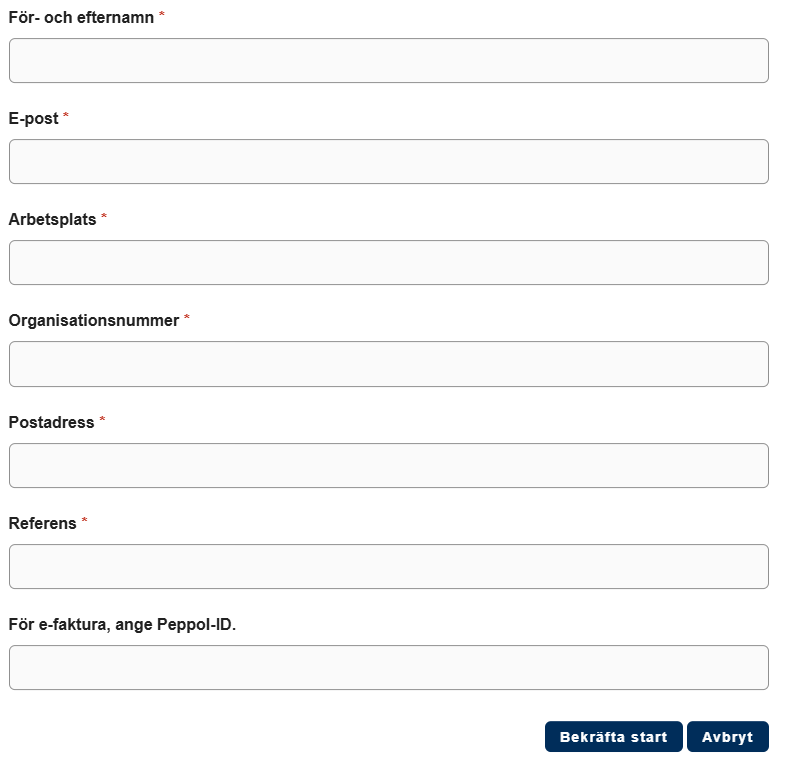 För- och efternamn *
E-post *
Arbetsplats *
Organisationsnummer *
Postadress *
Referens *
För e-faktura, ange Peppol-ID.
Bekräfta start Avbryt